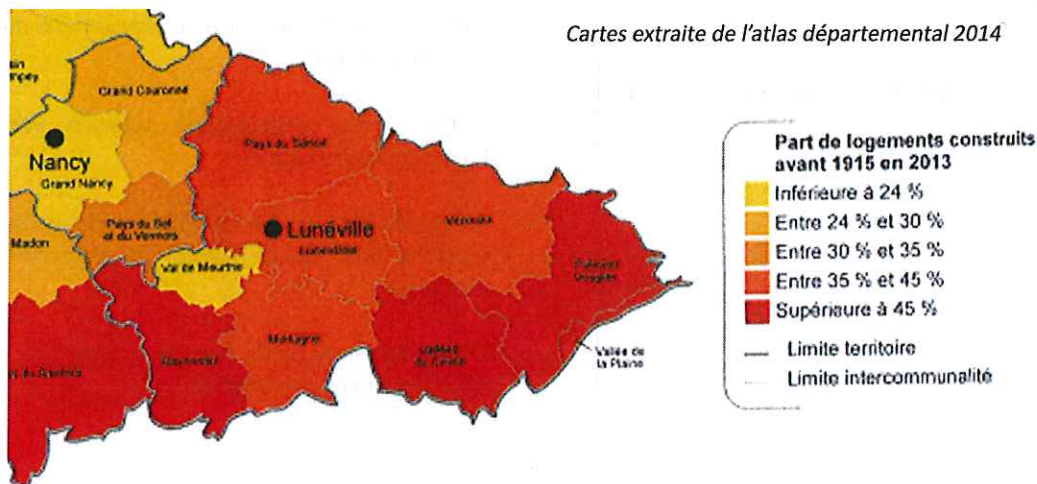 Cartes extraite de l'atlas départemental 2014
Grand Couronné
Nancy
Grand Nancy
Pays du Sânon
Pays du Sel
et du Vermois
Madon
Lunéville
Val de Meurthe
Mortagne
Vallée de
la Plaine
Part de logements construits
avant 1915 en 2013
Inférieure à 24 %
Entre 24 % et 30 %
Entre 30 % et 35 %
Entre 35 % et 45 %
Supérieure à 45 %
Limite territoire
Limite intercommunalité